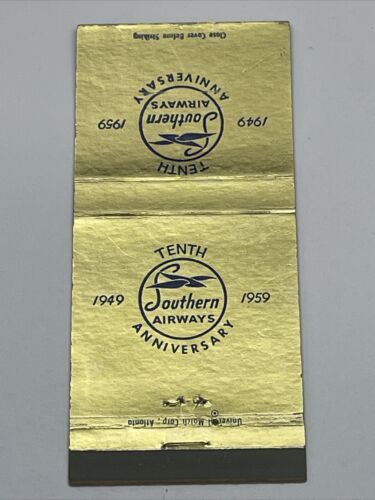 Close Cover Before Striking
TENTH
1949
Southern
AIRWAYS
1959
ANNIVERSARY
TENTH
1949
Southern
AIRWAYS
1959
ANNIVERSARY
Universal Match Corp., Atlanta